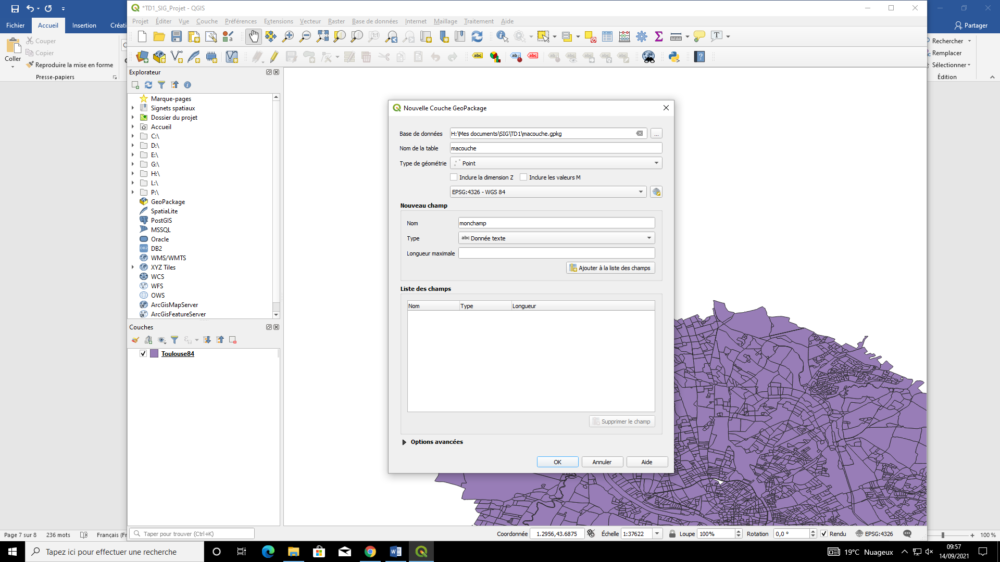 *TD1_SIG_Projet - QGIS
Fichier Accueil Insertion Créati
Partager
Projet Éditer Vue Couche Préférences Extensions Vecteur Raster Base de données Internet Maillage Traitement Aide
Coller
Couper
Copier
Reproduire la mise en forme
Presse-papiers
Rechercher
Remplacer
Sélectionner
Édition
Explorateur
Marque-pages
Signets spatiaux
Dossier du projet
Accueil
C:\
D:\
E:\
G:\
H:\
L:\
P:\
GeoPackage
SpatiaLite
PostGIS
MSSQL
Oracle
DB2
WMS/WMTS
XYZ Tiles
WCS
WFS
OWS
ArcGisMapServer
ArcGisFeatureServer
Couches
Toulouse84
Nouvelle Couche GeoPackage
Base de données H:\Mes documents\SIG\TD1\macouche.gpkg ...
Nom de la table macouche
Type de géométrie Point
Inclure la dimension Z Inclure les valeurs M
EPSG:4326 - WGS 84
Nouveau champ
Nom monchamp
Type abc Donnée texte
Longueur maximale
Ajouter à la liste des champs
Liste des champs
Nom Type Longueur
Supprimer le champ
Options avancées
OK Annuler Aide
Taper pour trouver (Ctrl+K) Coordonnée 1.2956,43.6875 Échelle 1:37622 Loupe 100% Rotation 0,0 ° Rendu EPSG:4326
Page 7 sur 8 236 mots Français (Fr
100 %
Tapez ici pour effectuer une recherche
19°C Nuageux
09:57
14/09/2021